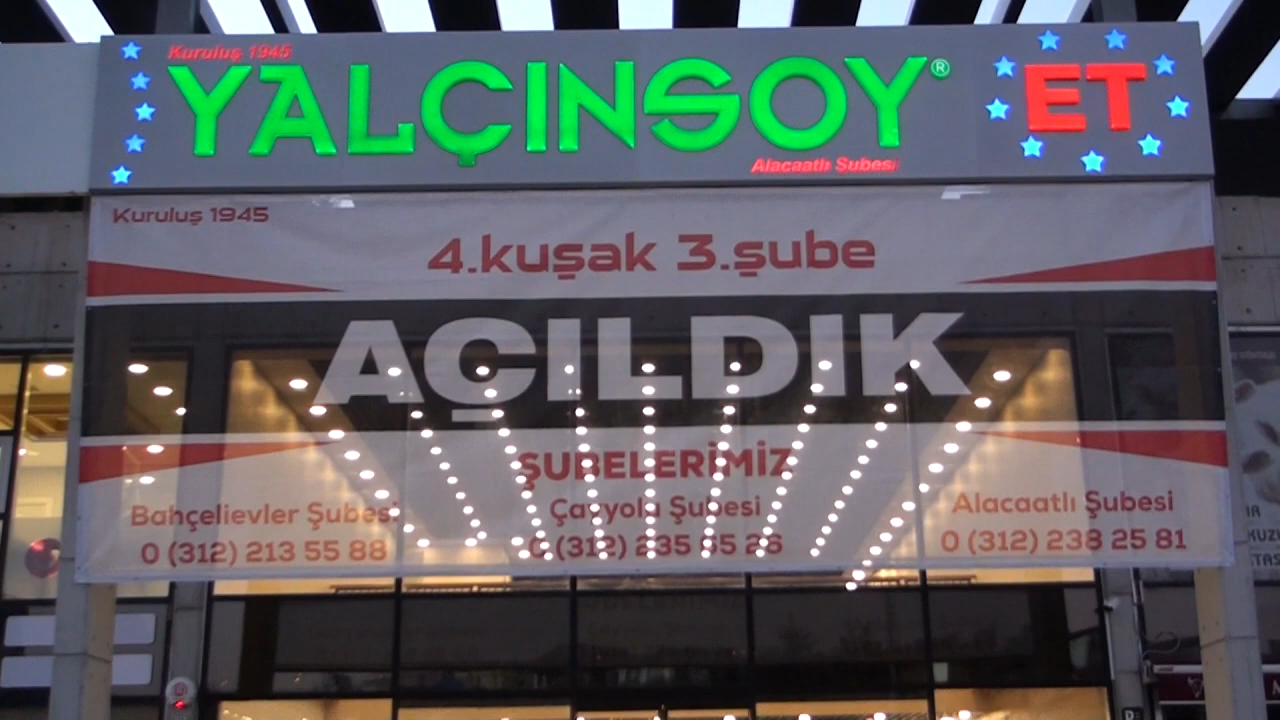 Kuruluş 1945
YALÇINSOY® ET
Alacaatlı Şubesi
Kuruluş 1945
4.kuşak 3.şube
AÇILDIK
ŞUBELERİMİZ
Bahçelievler Şubesi
0 (312) 213 55 88
Çayyolu Şubesi
0 (312) 235 65 26
Alacaatlı Şubesi
0 (312) 238 25 81